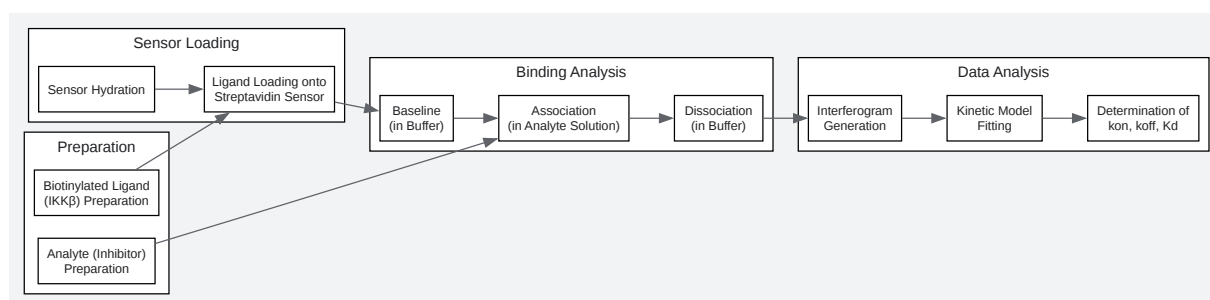 Sensor Loading
Sensor Hydration
Ligand Loading onto
Streptavidin Sensor
Preparation
Biotinylated Ligand
(IKKβ) Preparation
Analyte (Inhibitor)
Preparation
Binding Analysis
Baseline
(in Buffer)
Association
(in Analyte Solution)
Dissociation
(in Buffer)
Data Analysis
Interferogram
Generation
Kinetic Model
Fitting
Determination of
kon, koff, Kd